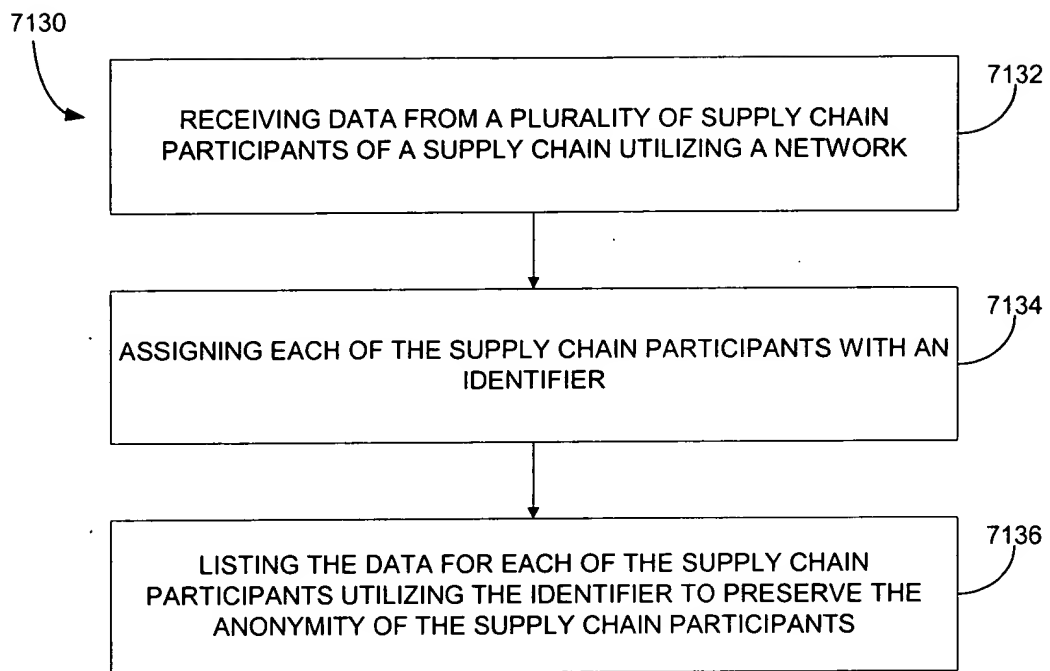 7130
7132
RECEIVING DATA FROM A PLURALITY OF SUPPLY CHAIN
PARTICIPANTS OF A SUPPLY CHAIN UTILIZING A NETWORK
7134
ASSIGNING EACH OF THE SUPPLY CHAIN PARTICIPANTS WITH AN
IDENTIFIER
7136
LISTING THE DATA FOR EACH OF THE SUPPLY CHAIN
PARTICIPANTS UTILIZING THE IDENTIFIER TO PRESERVE THE
ANONYMITY OF THE SUPPLY CHAIN PARTICIPANTS